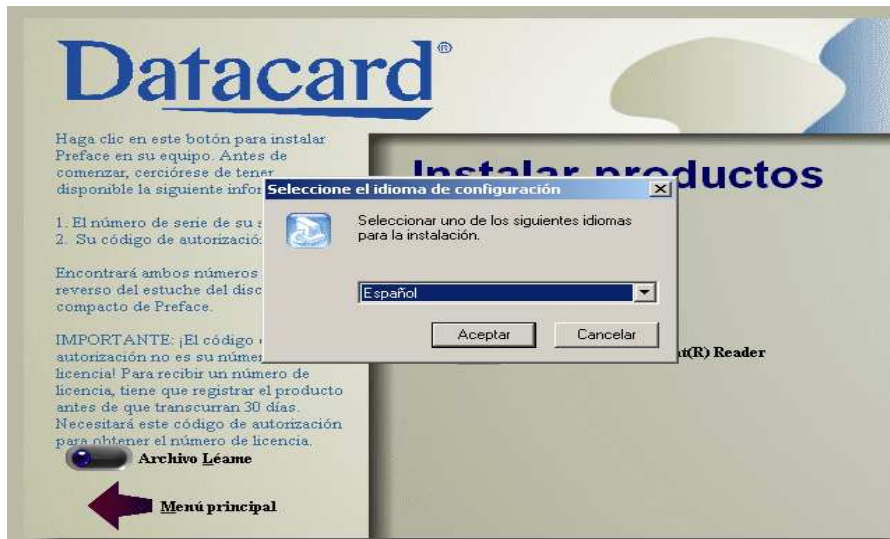 Datacard®
Haga clic en este botón para instalar
Preface en su equipo. Antes de
comenzar, cerciórese de tener
disponible la siguiente
1. El número de serie de su
2. Su código de
Encontrará ambos números
reverso del estuche del
compacto de Preface.
IMPORTANTE: ¡El código
autorización no es su
licencia! Para recibir un número de
licencia, tiene que registrar el producto
antes de que transcurran 30 días.
Necesitará este código de autorización
para obtener el número de licencia.
Archivo Léame
Menú principal
Instalar productos
Seleccione el idioma de configuración
Seleccionar uno de los siguientes idiomas
para la instalación.
Español
Aceptar
Cancelar
(R) Reader